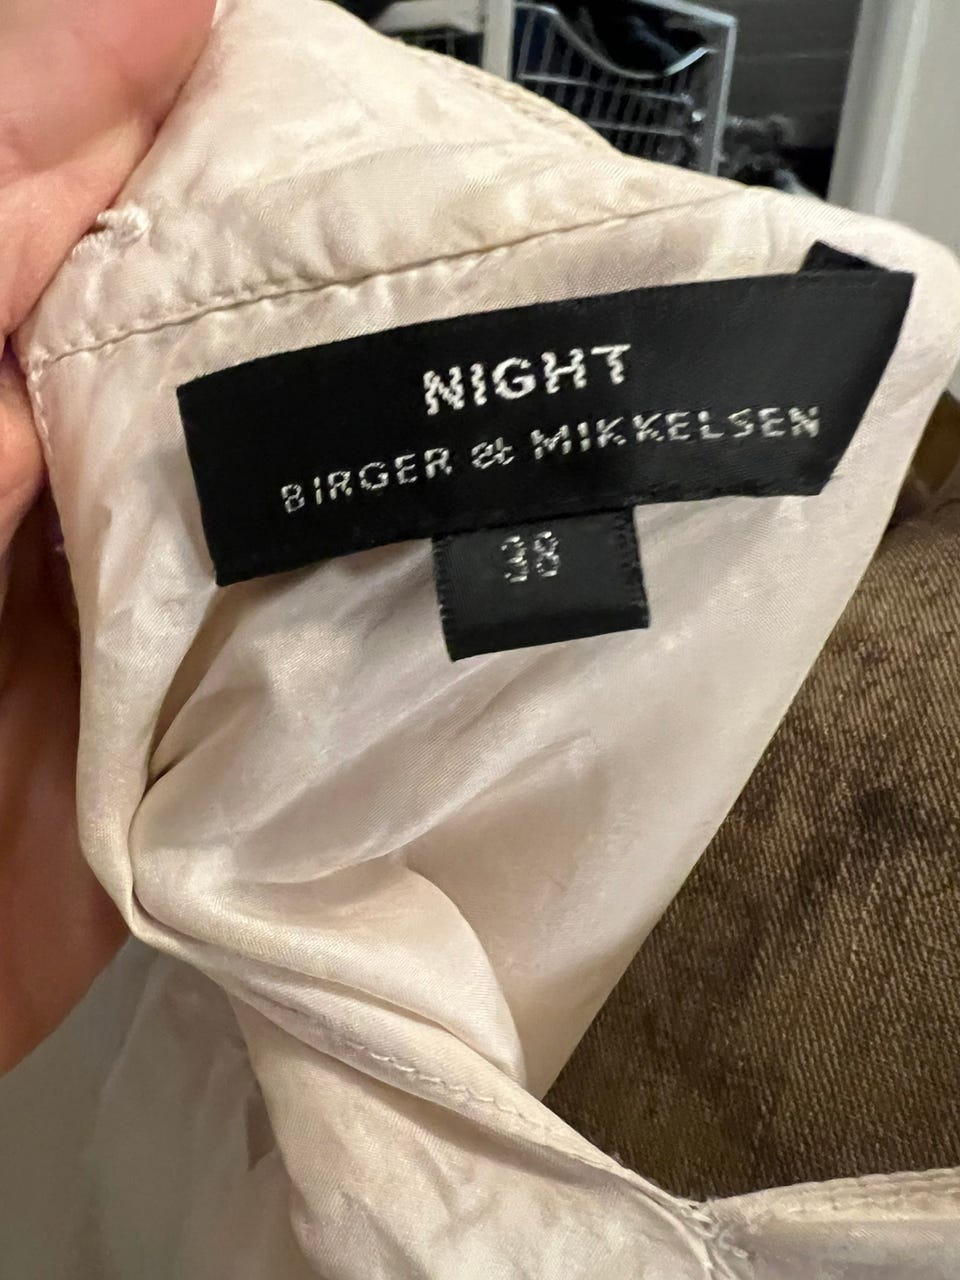 NIGHT
BIRGER & MIKKELSEN
38